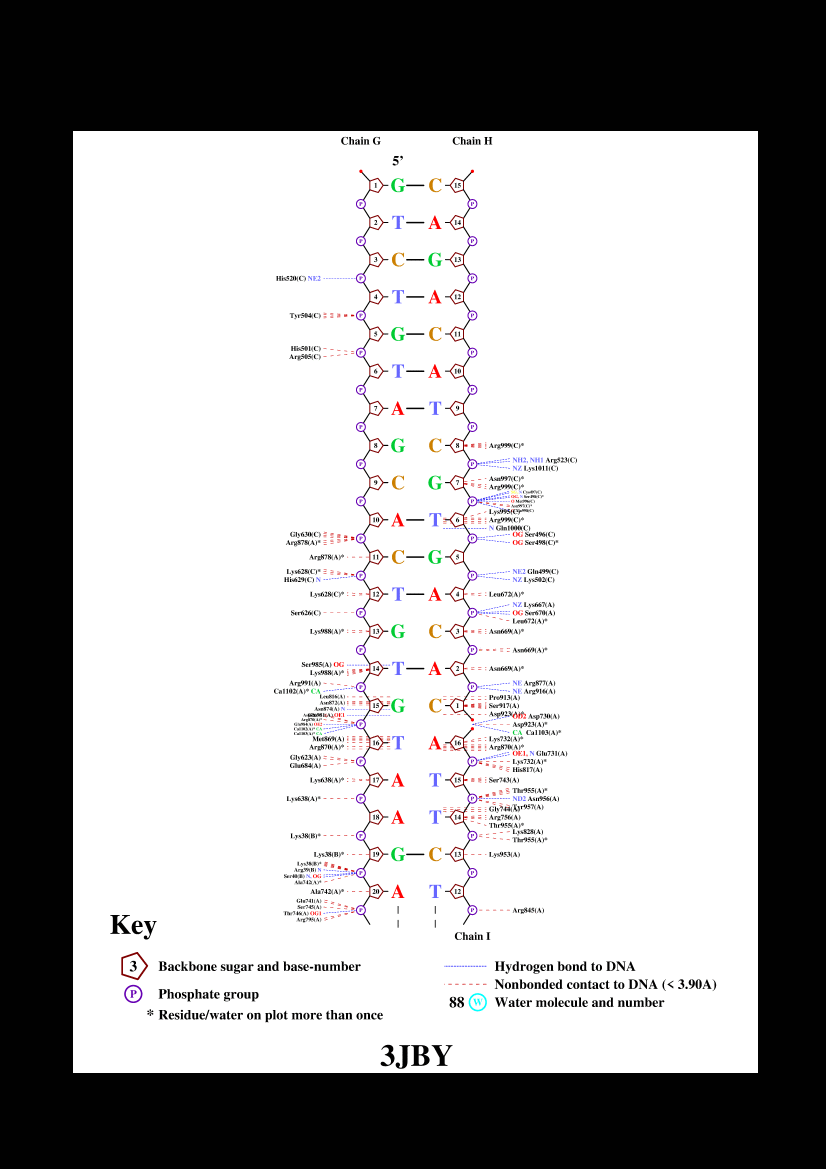 Chain G Chain H
5’
1 G C 15
P P
2 T A 14
P P
3 C G 13
His520(C) NE2 P P
4 T A 12
Tyr504(C) P P
5 G C 11
His501(C)
P P
Arg505(C)
6 T A 10
P P
7 A T 9
P P
8 G C 8 Arg999(C)*
NH2, NH1 Arg523(C)
P P
NZ Lys1011(C)
Asn997(C)*
9 C G 7
Arg999(C)*
P P
Lys995(C)*
10 A T 6 Arg999(C)*
N Gln1000(C)
Gly630(C) OG Ser496(C)
P P
Arg878(A)* OG Ser498(C)*
Arg878(A)* 11 C G 5
Lys628(C)* NE2 Gln499(C)
P P
His629(C) N NZ Lys502(C)
Lys628(C)* 12 T A 4 Leu672(A)*
NZ Lys667(A)
Ser626(C) P P OG Ser670(A)
Leu672(A)*
Lys988(A)* 13 G C 3 Asn669(A)*
P P Asn669(A)*
Ser985(A) OG
14 T A 2 Asn669(A)*
Lys988(A)*
Arg991(A) NE Arg877(A)
P P
Ca1102(A)* CA NE Arg916(A)
Leu816(A) Pro913(A)
Asn872(A) 15 G C 1 Ser917(A)
Asn874(A) N Asp923(A)*
OD2 Asp730(A)
P Asp923(A)*
CA Ca1103(A)*
Met869(A) Lys732(A)*
16 T A 16
Arg870(A)* Arg870(A)*
OE1, N Glu731(A)
Gly623(A) P P Lys732(A)*
Glu684(A) His817(A)
Lys638(A)* 17 A T 15 Ser743(A)
Thr955(A)*
Lys638(A)* P P ND2 Asn956(A)
Tyr957(A)
Gly744(A)
18 A T 14 Arg756(A)
Thr955(A)*
Lys828(A)
Lys38(B)* P P
Thr955(A)*
Lys38(B)* 19 G C 13 Lys953(A)
Lys38(B)*
Arg39(B) N
P P
Ser40(B) N, OG
Ala742(A)*
Ala742(A)* 20 A T 12
Glu741(A)
Ser745(A)
P P Arg845(A)
Thr746(A) OG1
Arg795(A)
Chain I
Key
3 Backbone sugar and base-number
P Phosphate group
* Residue/water on plot more than once
Hydrogen bond to DNA
Nonbonded contact to DNA (< 3.90A)
88 W Water molecule and number
3JBY